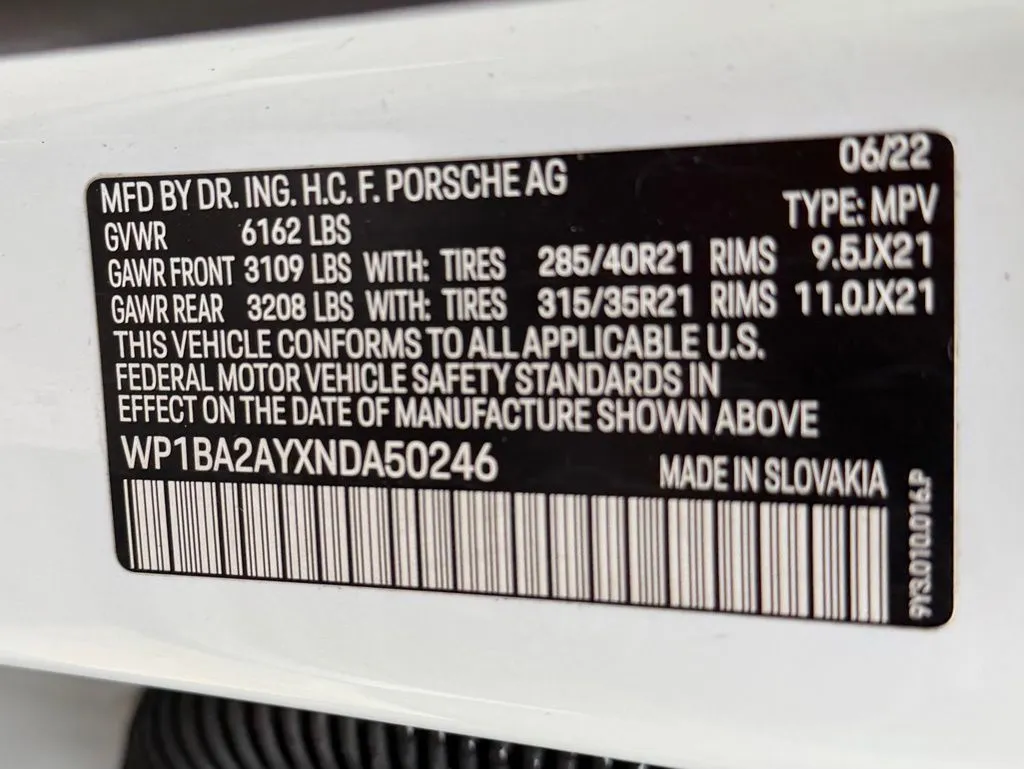 06/22
MFD BY DR. ING. H.C. F. PORSCHE AG
TYPE: MPV
GVWR 6162 LBS
GAWR FRONT 3109 LBS WITH: TIRES 285/40R21 RIMS 9.5JX21
GAWR REAR 3208 LBS WITH: TIRES 315/35R21 RIMS 11.0JX21
THIS VEHICLE CONFORMS TO ALL APPLICABLE U.S.
FEDERAL MOTOR VEHICLE SAFETY STANDARDS IN
EFFECT ON THE DATE OF MANUFACTURE SHOWN ABOVE
WP1BA2AYXNDA50246 MADE IN SLOVAKIA
9Y3.010.016.P